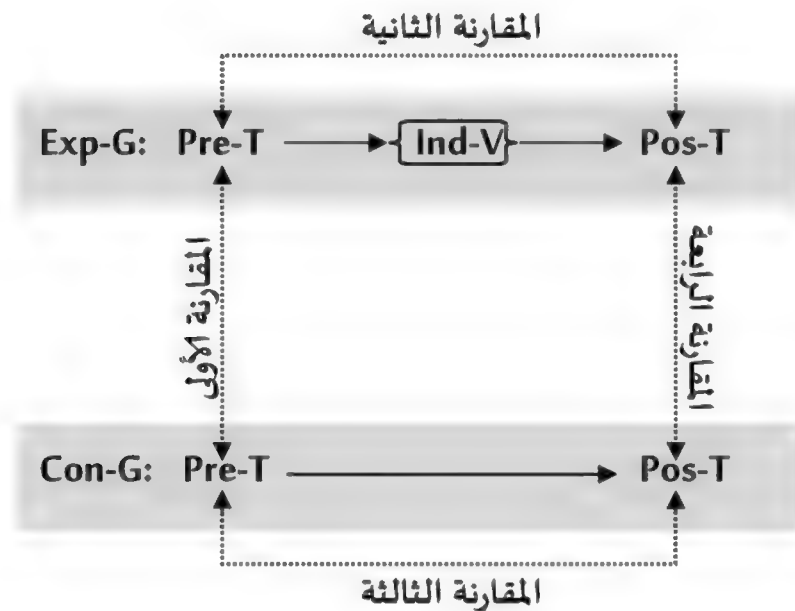 المقارنة الثانية
Exp-G: Pre-T Ind-V Pos-T
المقارنة الأولى
المقارنة الرابعة
Con-G: Pre-T Pos-T
المقارنة الثالثة